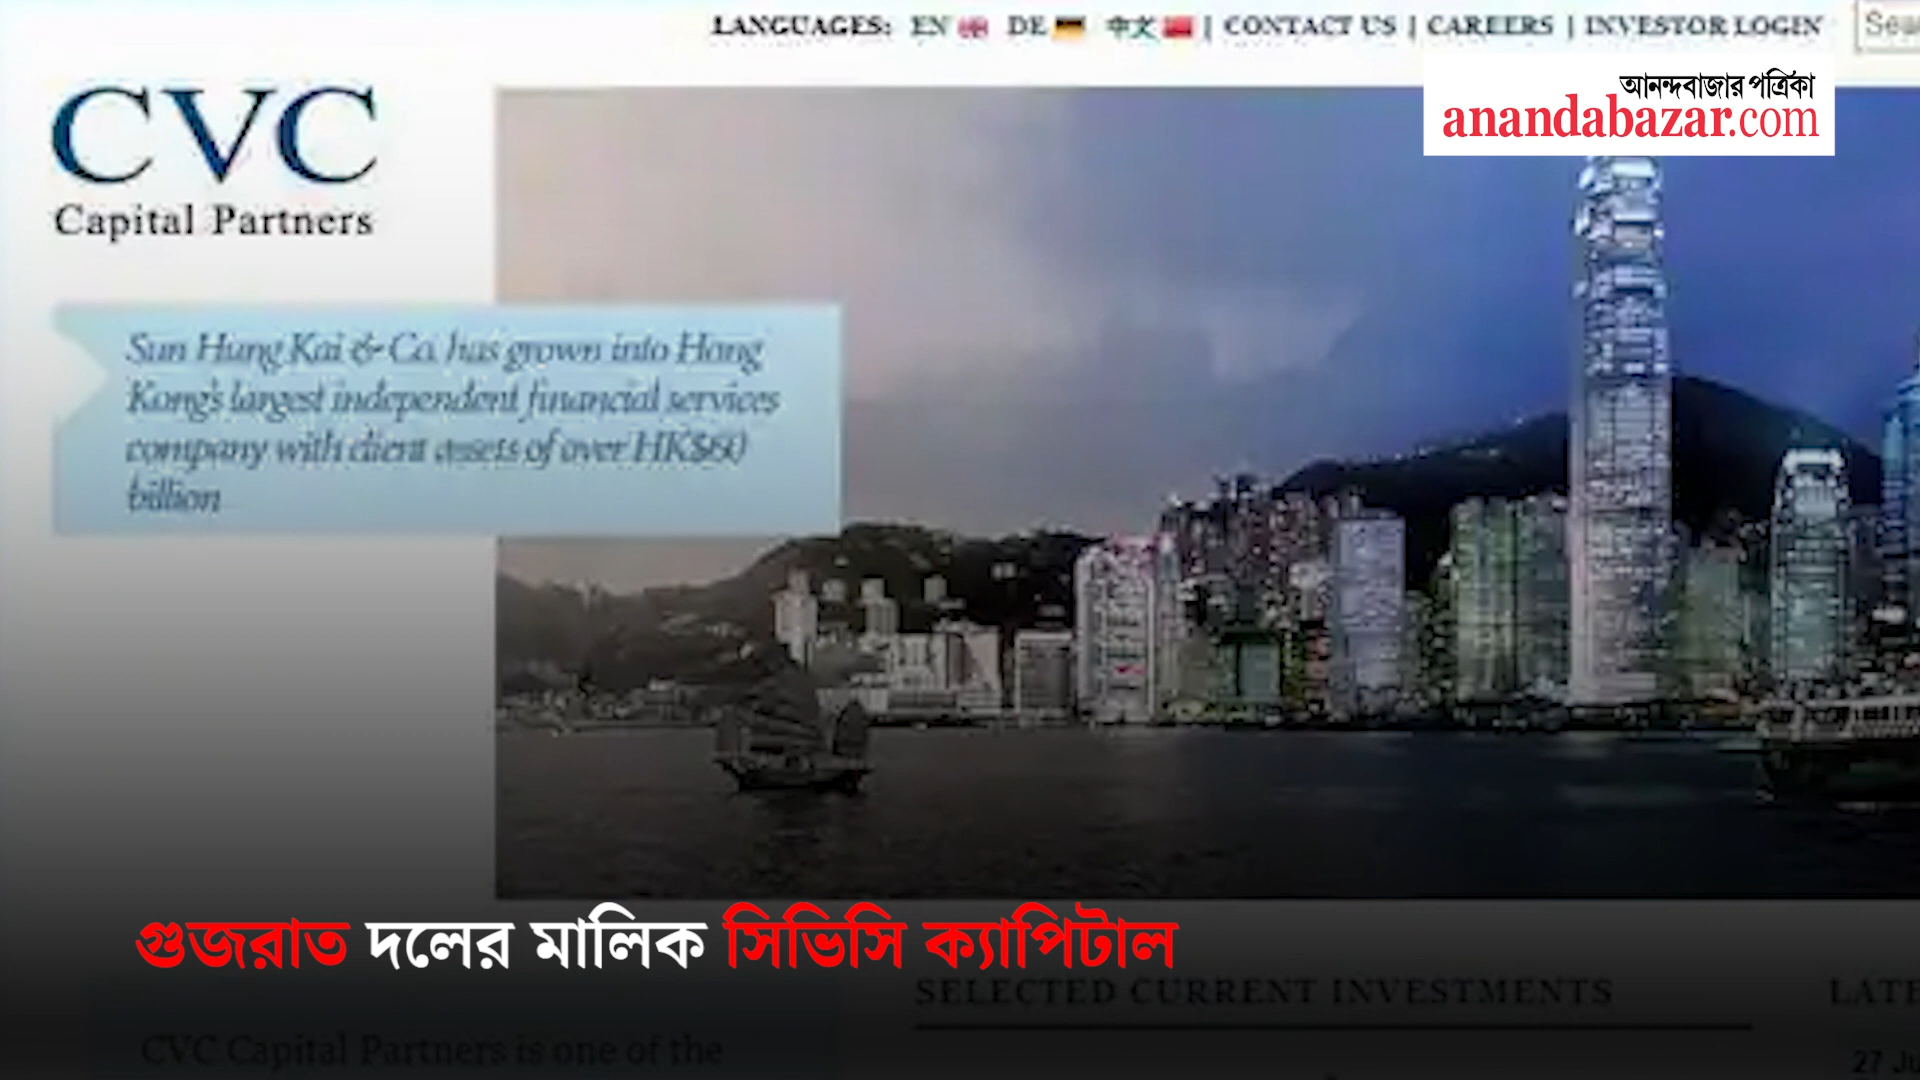 LANGUAGES: EN DE 中文 | CONTACT US | CAREERS | INVESTOR LOGIN
আনন্দবাজার পত্রিকা
anandabazar.com
CVC
Capital Partners
Sun Hung Kai & Co. has grown into Hong
Kong's largest independent financial services
company with client assets of over HK$60
billion
গুজরাত দলের মালিক সিভিসি ক্যাপিটাল
SELECTED CURRENT INVESTMENTS
CVC Capital Partners is one of the
27